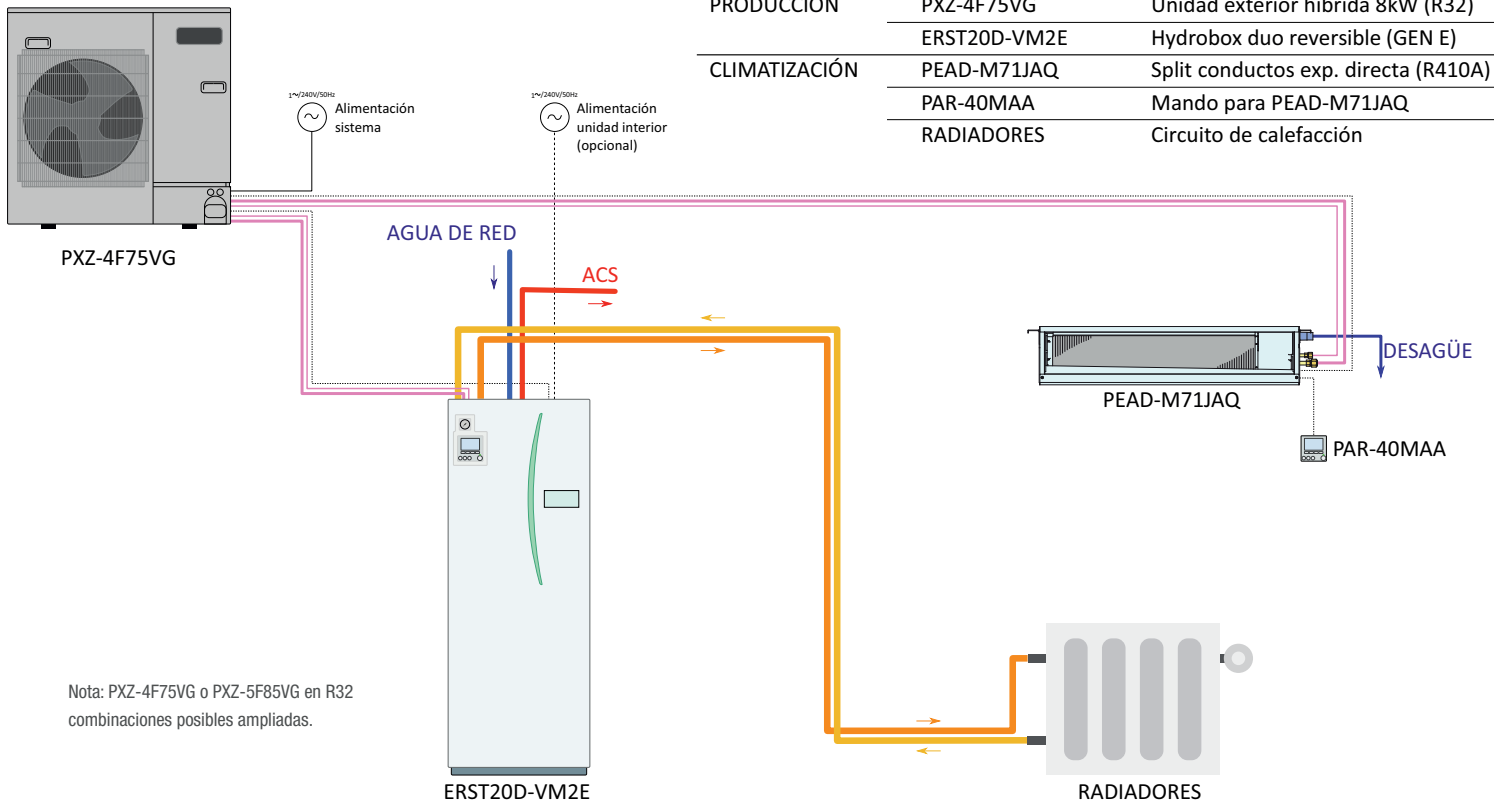 PRODUCCIÓN PXZ-4F75VG Unidad exterior híbrida 8kW (R32)
ERST20D-VM2E Hydrobox duo reversible (GEN E)
CLIMATIZACIÓN PEAD-M71JAQ Split conductos exp. directa (R410A)
PAR-40MAA Mando para PEAD-M71JAQ
RADIADORES Circuito de calefacción
1~/240V/50Hz
Alimentación
sistema
1~/240V/50Hz
Alimentación
unidad interior
(opcional)
PXZ-4F75VG
AGUA DE RED
ACS
DESAGÜE
PEAD-M71JAQ
PAR-40MAA
Nota: PXZ-4F75VG o PXZ-5F85VG en R32
combinaciones posibles ampliadas.
ERST20D-VM2E
RADIADORES